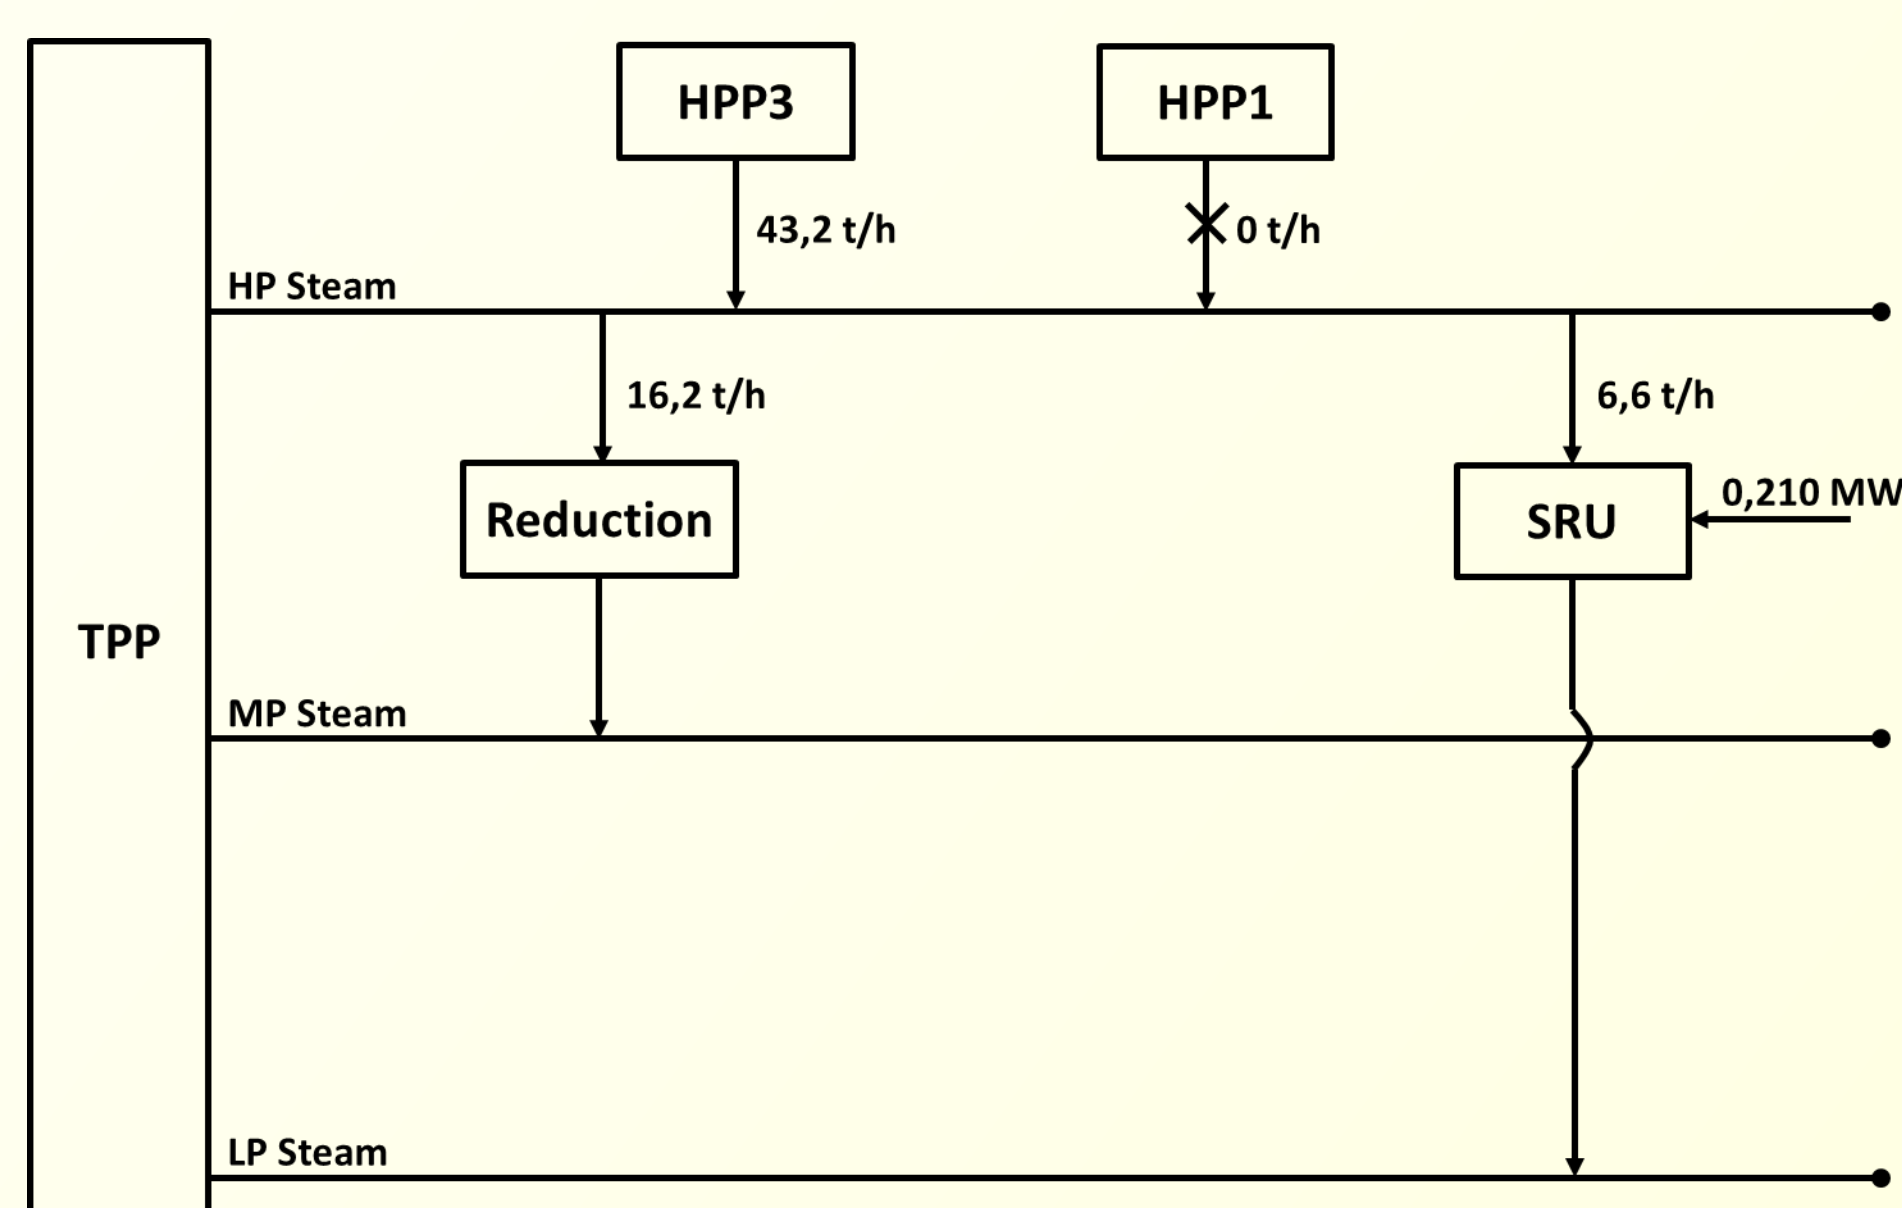 HPP3
HPP1
43,2 t/h
0 t/h
HP Steam
16,2 t/h
6,6 t/h
0,210 MW
Reduction
SRU
TPP
MP Steam
LP Steam